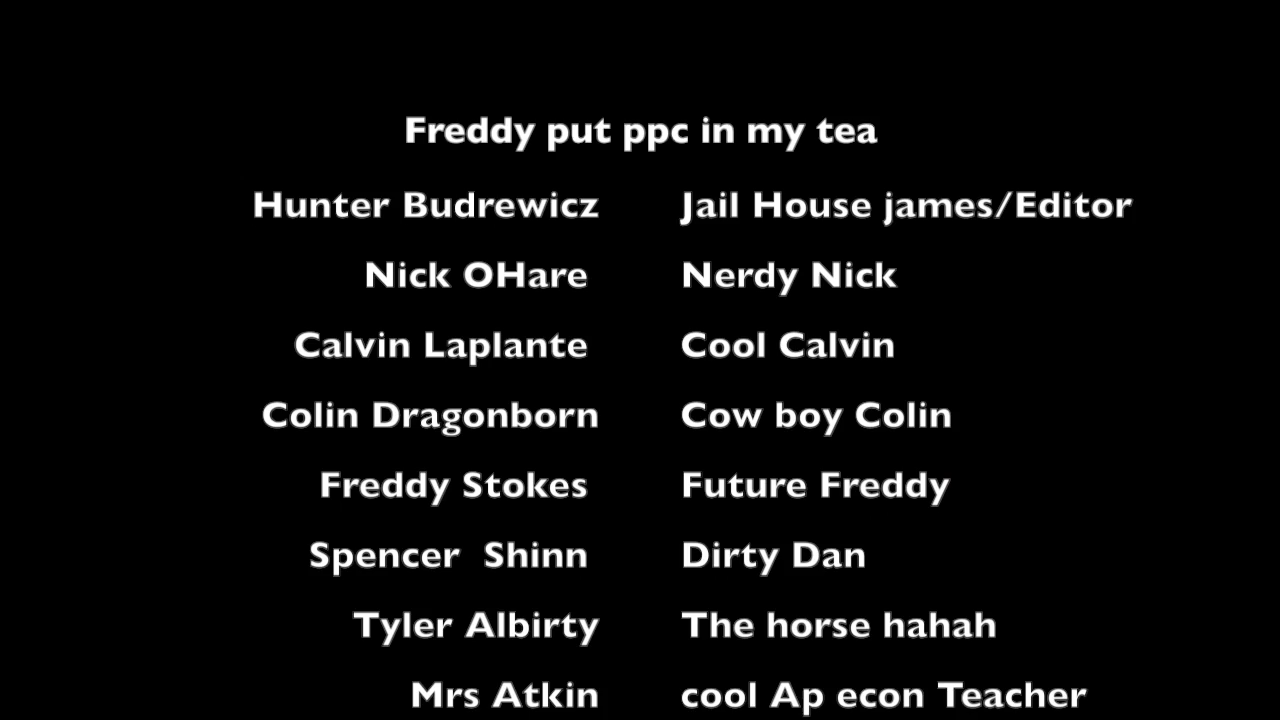 Freddy put ppc in my tea
Hunter Budrewicz Jail House james/Editor
Nick OHare Nerdy Nick
Calvin Laplante Cool Calvin
Colin Dragonborn Cow boy Colin
Freddy Stokes Future Freddy
Spencer  Shinn Dirty Dan
Tyler Albirty The horse hahah
Mrs Atkin cool Ap econ Teacher